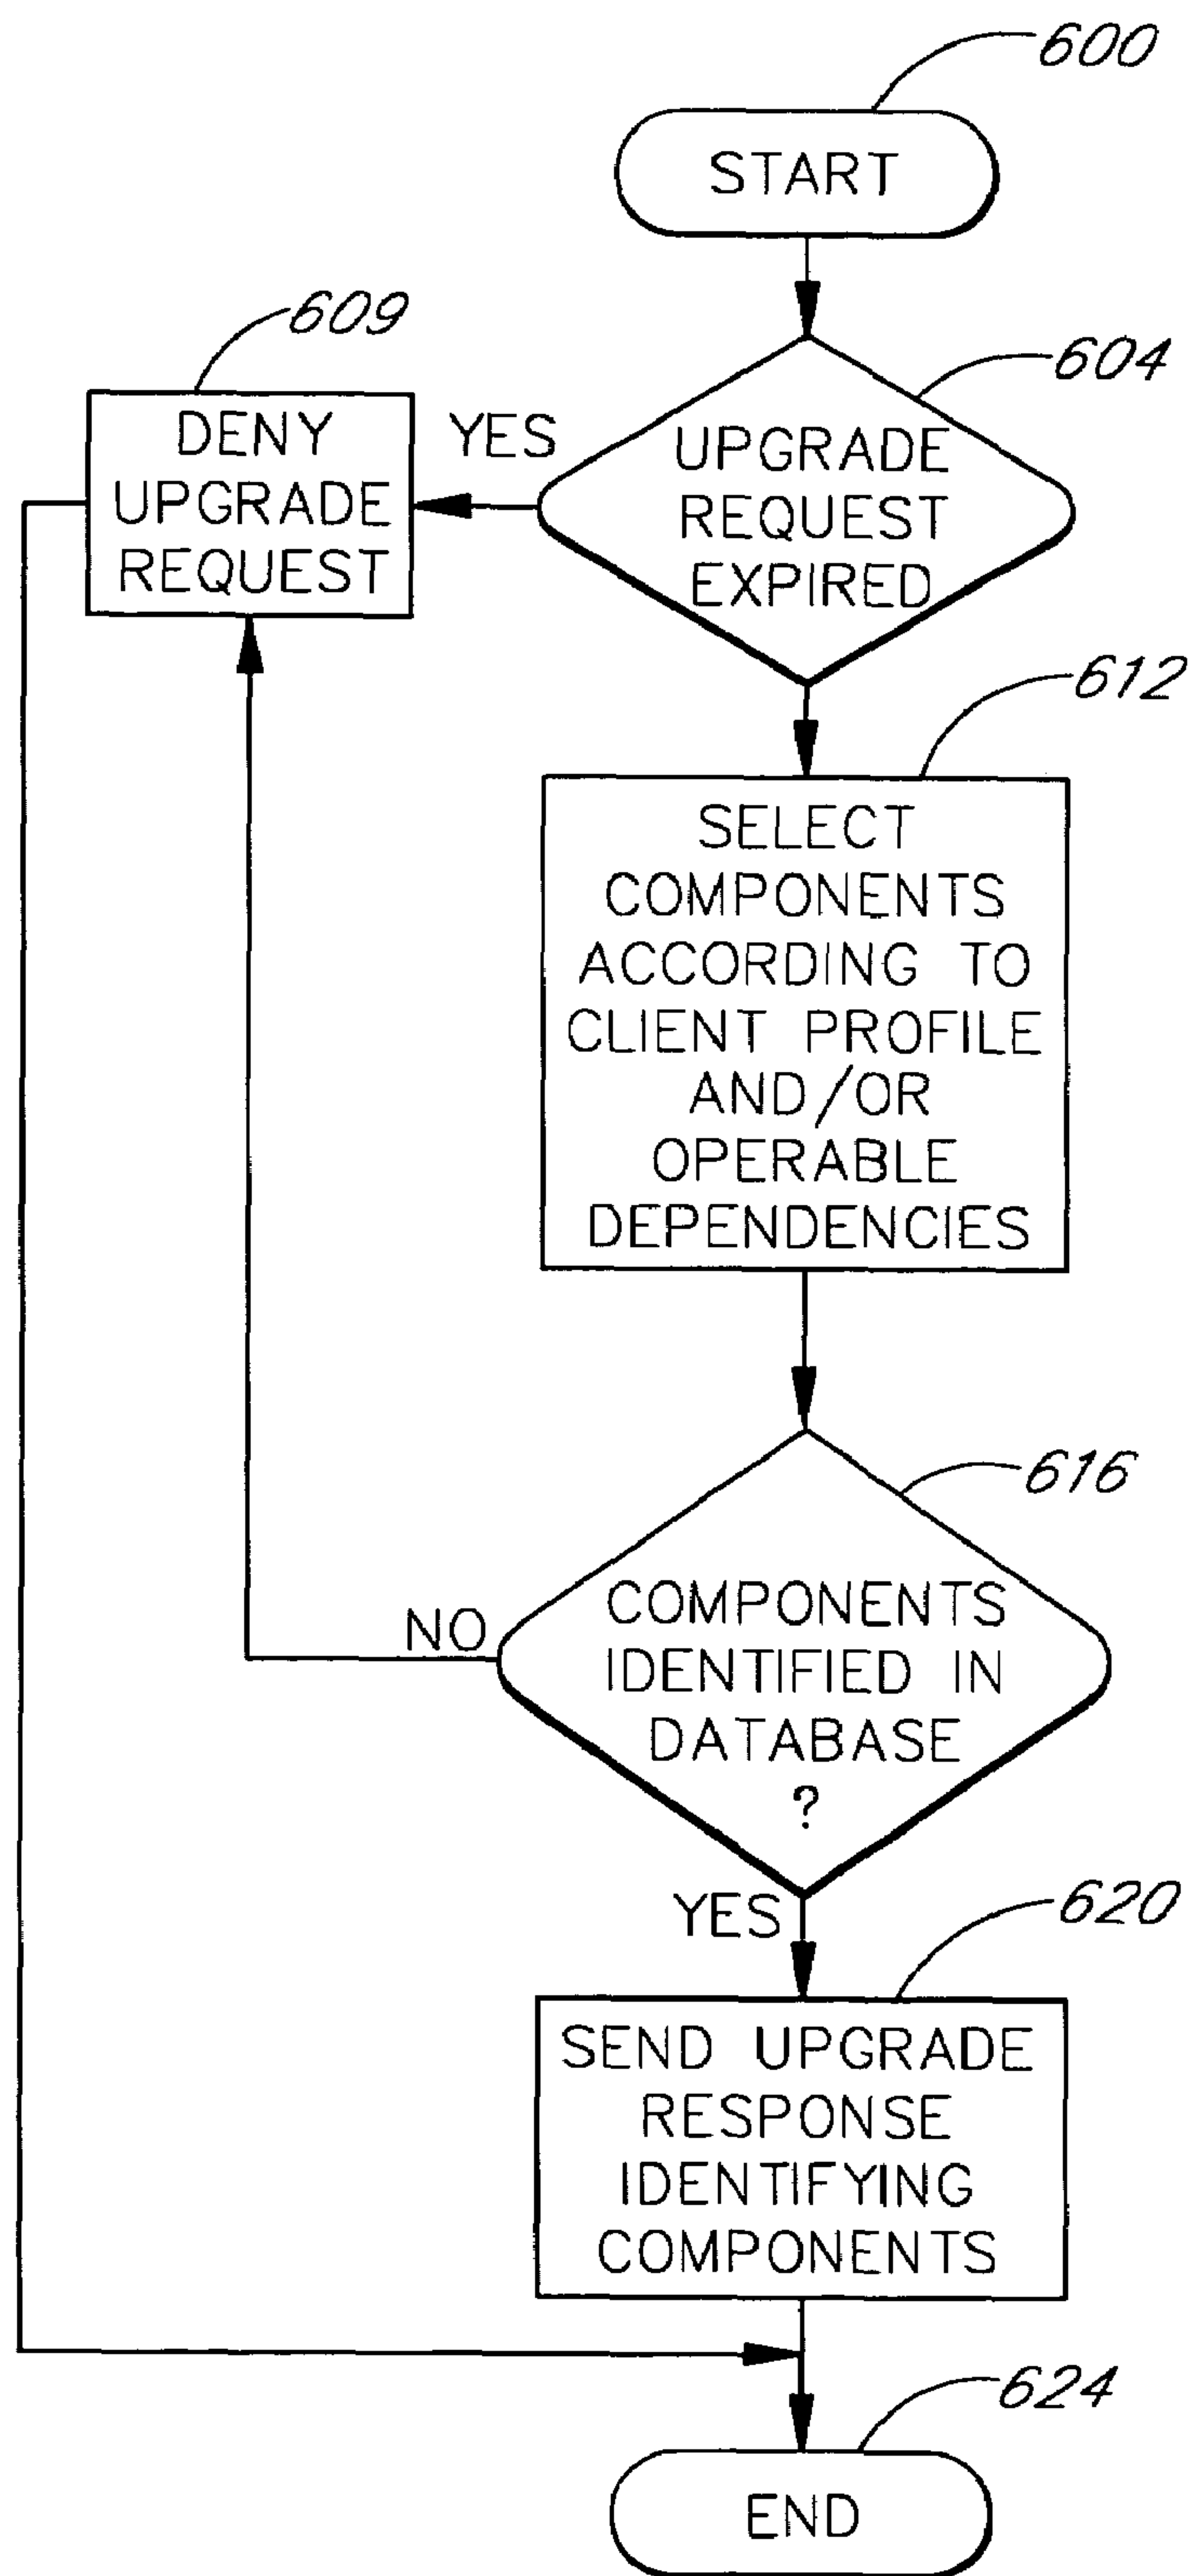 600
START
609
604
DENY
UPGRADE
REQUEST
YES
UPGRADE
REQUEST
EXPIRED
612
SELECT
COMPONENTS
ACCORDING TO
CLIENT PROFILE
AND/OR
OPERABLE
DEPENDENCIES
616
NO
COMPONENTS
IDENTIFIED IN
DATABASE
?
YES
620
SEND UPGRADE
RESPONSE
IDENTIFYING
COMPONENTS
624
END